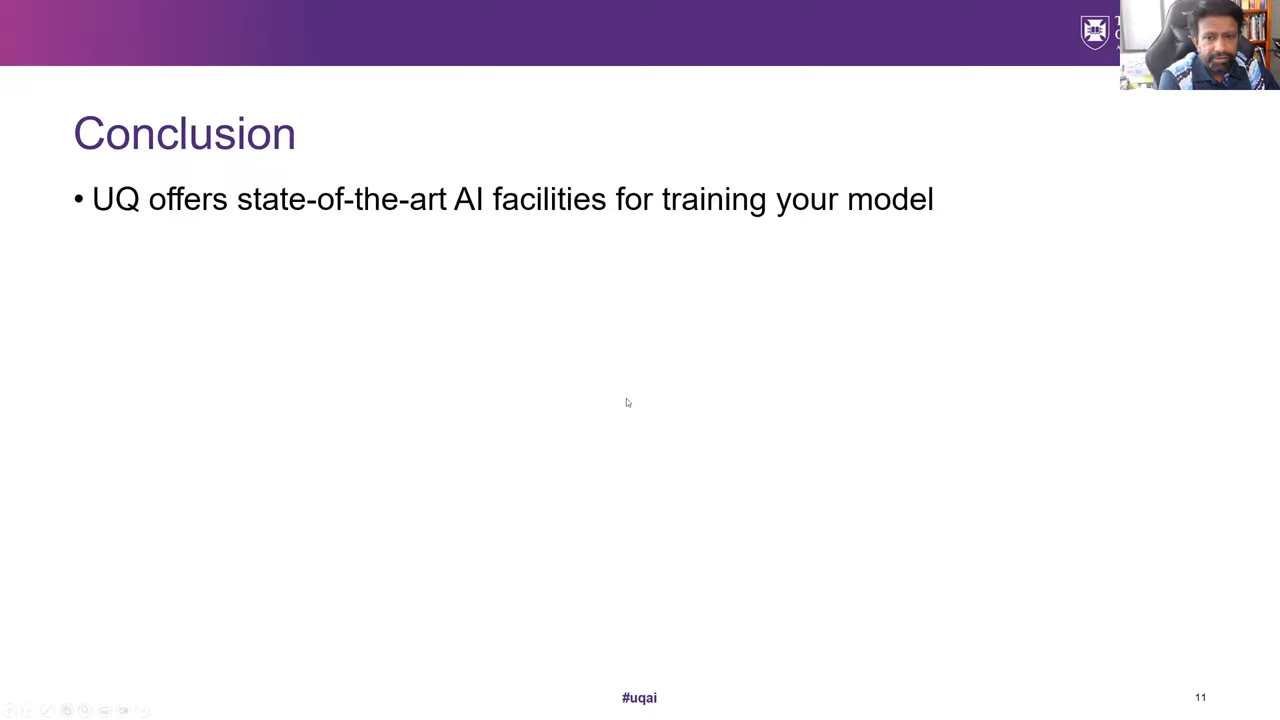 Conclusion
• UQ offers state-of-the-art AI facilities for training your model
#uqai
11